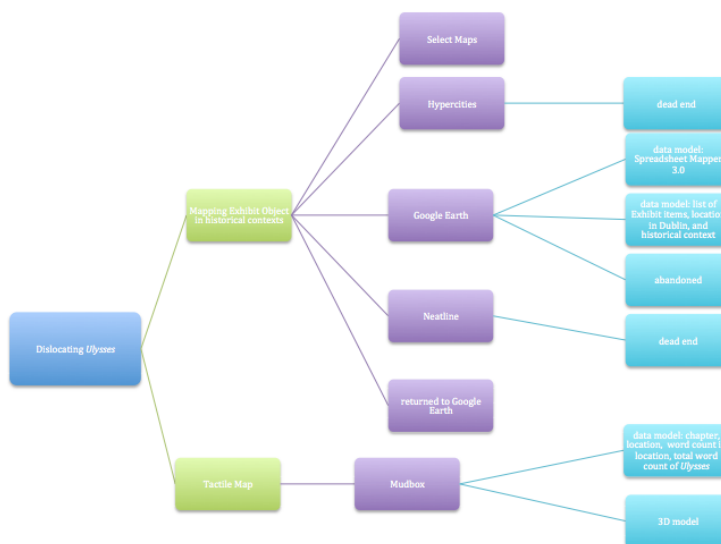 Select Maps
Hypercities
dead end
data model:
Spreadsheet Mapper
3.0
Mapping Exhibit Object
in historical contexts
Google Earth
data model: list of
Exhibit items, location
in Dublin, and
historical context
abandoned
Neatline
dead end
Dislocating Ulysses
returned to Google
Earth
data model: chapter,
location, word count i
location, total word
count of Ulysses
Tactile Map
Mudbox
3D model